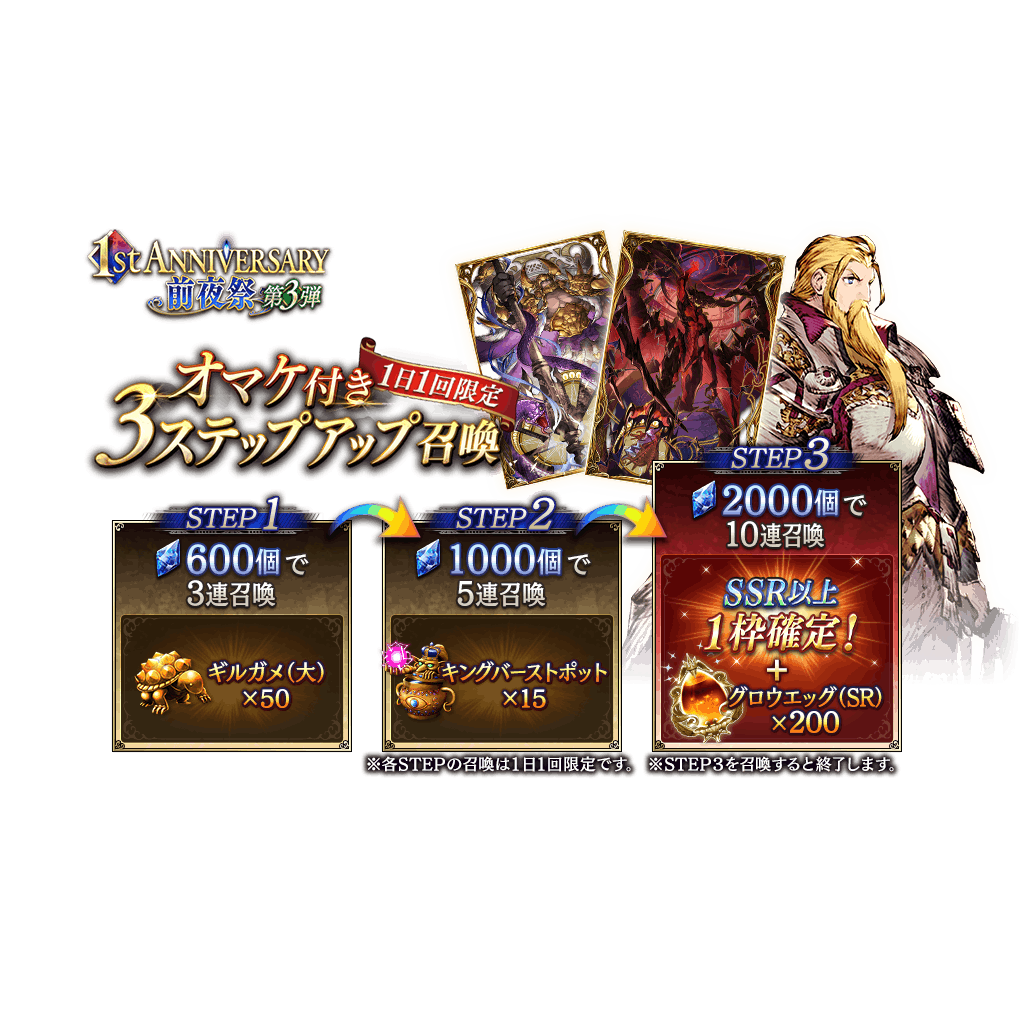 1st ANNIVERSARY
前夜祭 第3弾
オマケ付き 1日1回限定
3ステップアップ召喚
STEP 1
600個で
3連召喚
ギルガメ(大)
×50
STEP 2
1000個で
5連召喚
キングバーストポット
×15
STEP 3
2000個で
10連召喚
SSR以上
1枠確定!
+
グロウエッグ(SR)
×200
※各STEPの召喚は1日1回限定です。
※STEP3を召喚すると終了します。